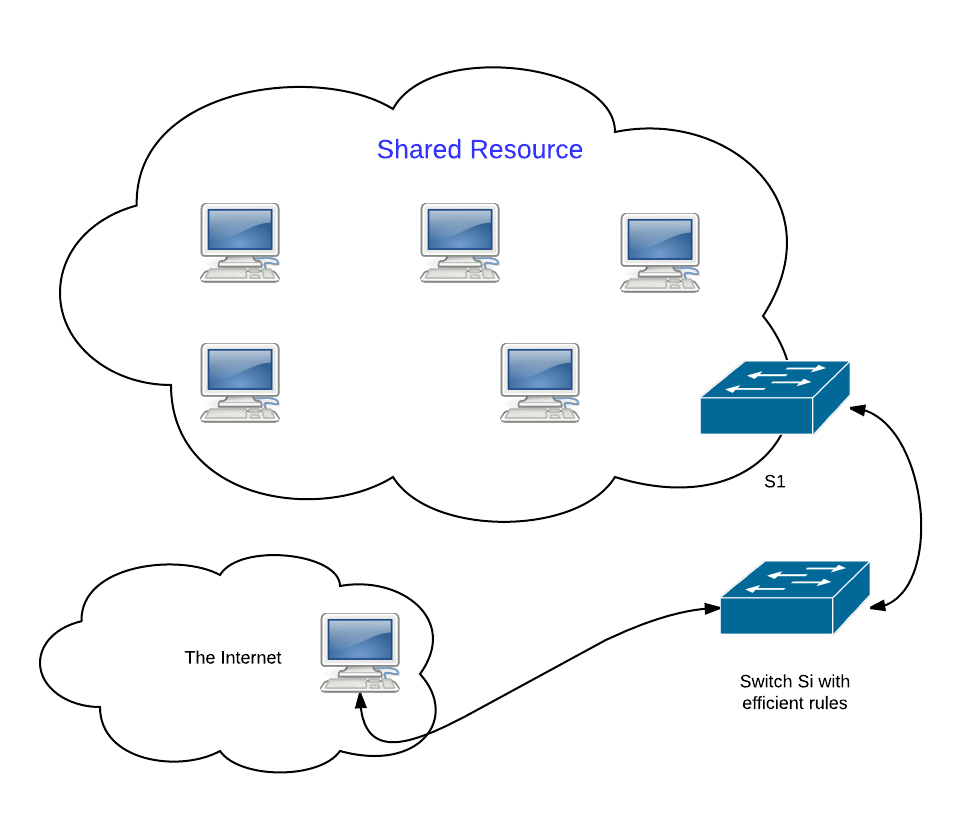 Shared Resource
S1
The Internet
Switch Si with
efficient rules